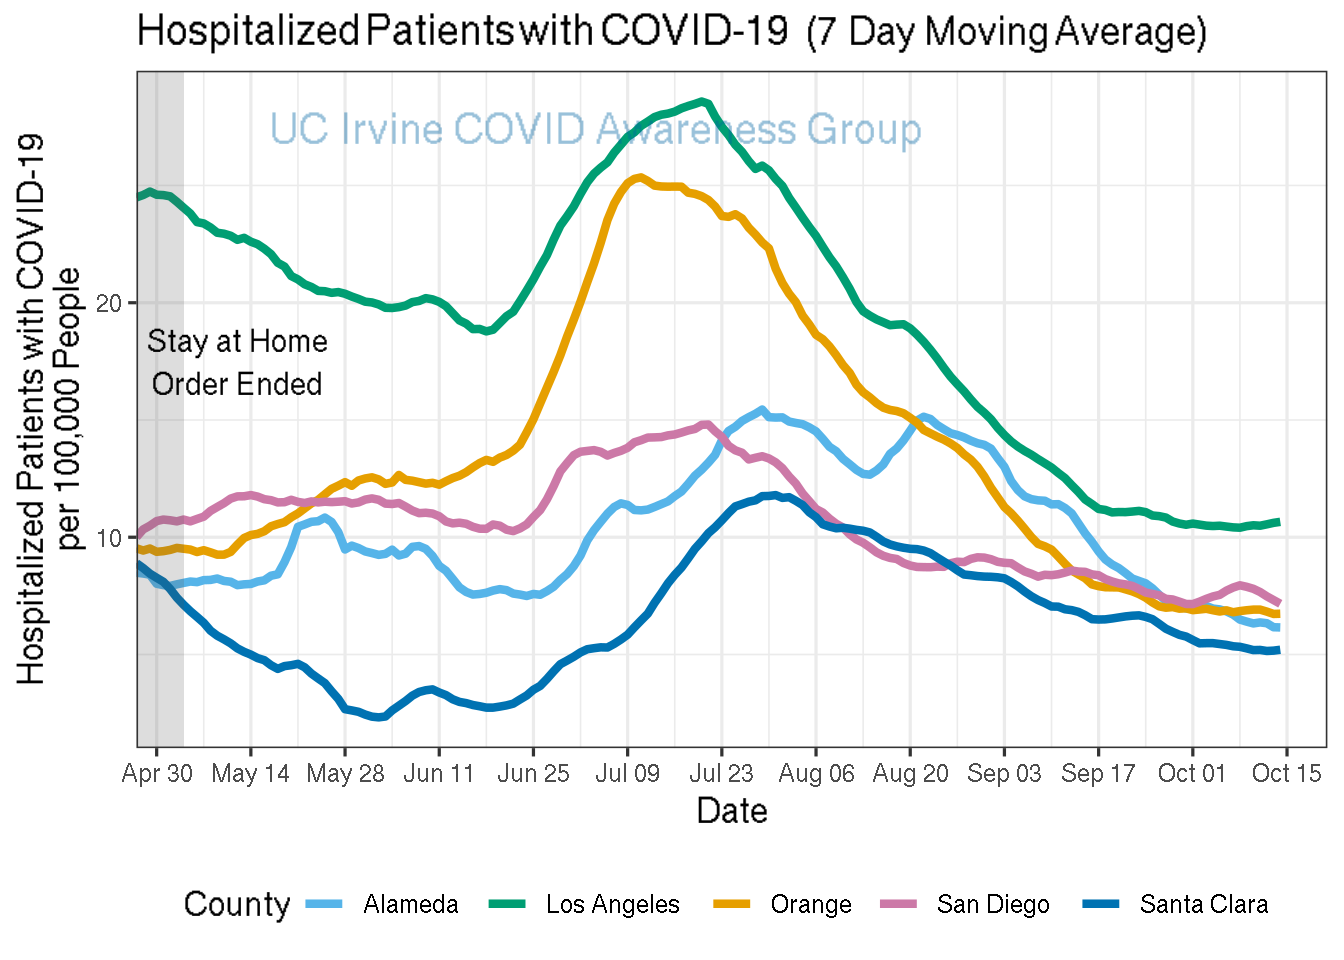 Hospitalized Patients with COVID-19 (7 Day Moving Average)
UC Irvine COVID Awareness Group
Hospitalized Patients with COVID-19
per 100,000 People
20
10
Stay at Home
Order Ended
Apr 30 May 14 May 28 Jun 11 Jun 25 Jul 09 Jul 23 Aug 06 Aug 20 Sep 03 Sep 17 Oct 01 Oct 15
Date
County Alameda Los Angeles Orange San Diego Santa Clara